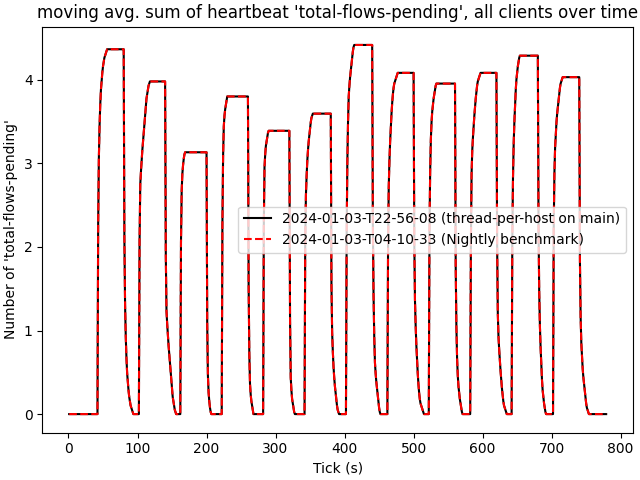 moving avg. sum of heartbeat 'total-flows-pending', all clients over time
Number of 'total-flows-pending'
4
3
2
1
0
2024-01-03-T22-56-08 (thread-per-host on main)
2024-01-03-T04-10-33 (Nightly benchmark)
0 100 200 300 400 500 600 700 800
Tick (s)